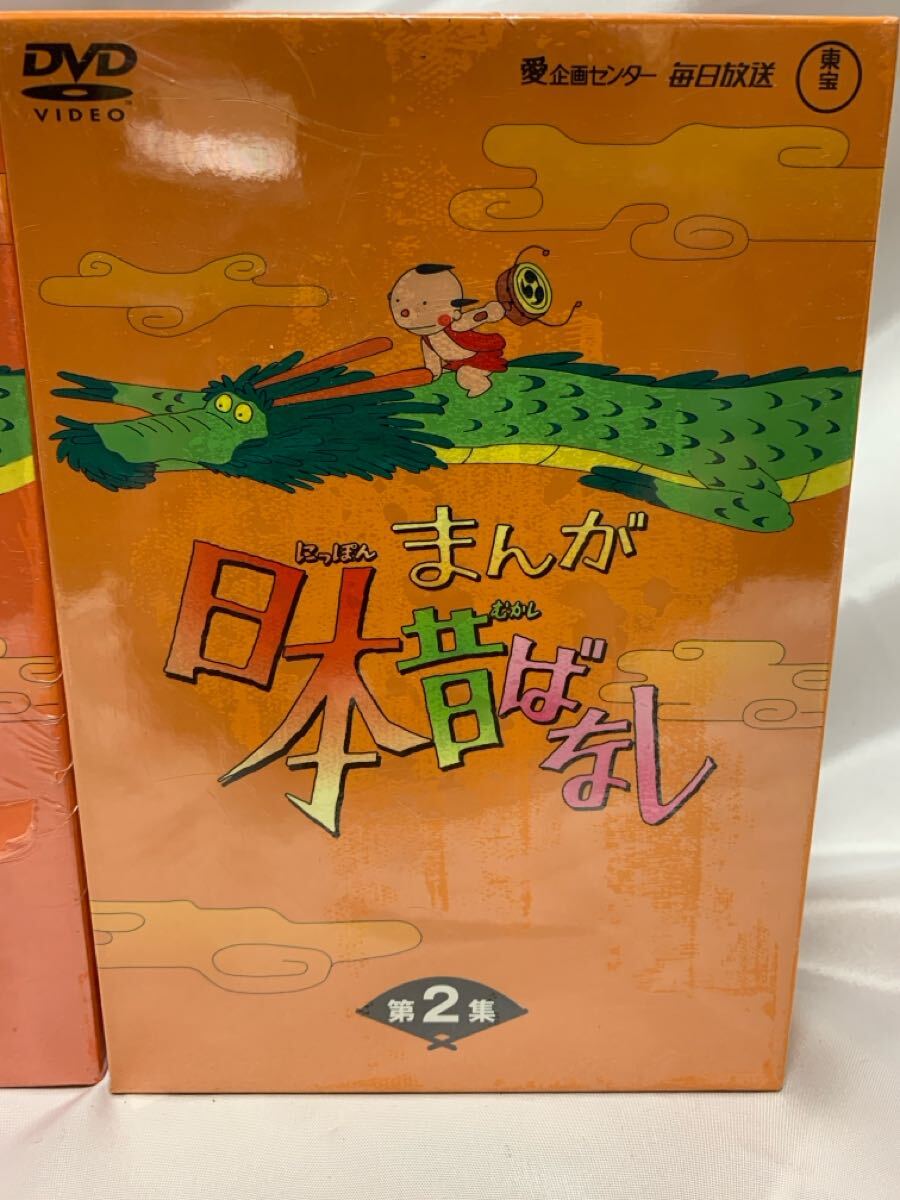 DVD
VIDEO
愛企画センター 毎日放送 東宝
まんが
にっぽん
日本
むかし
昔ばなし
第2集